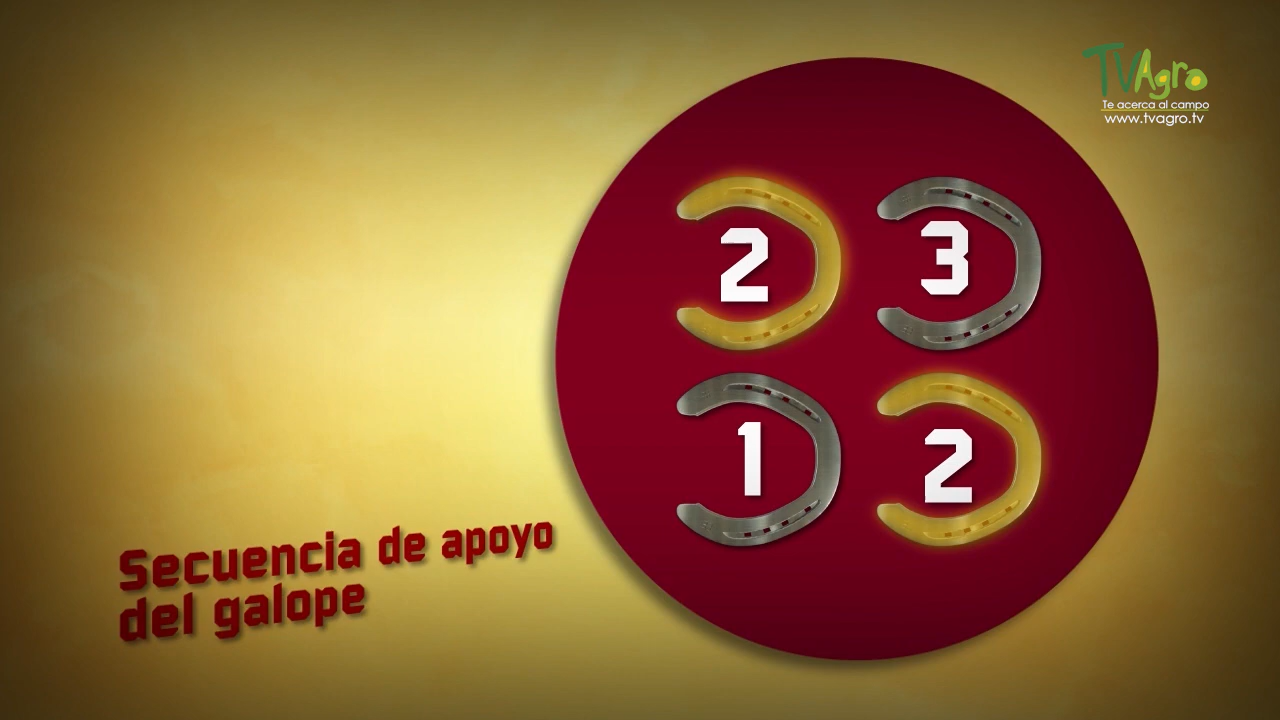 TVAgro
Te acerca al campo
www.tvagro.tv
2 3
1 2
Secuencia de apoyo
del galope